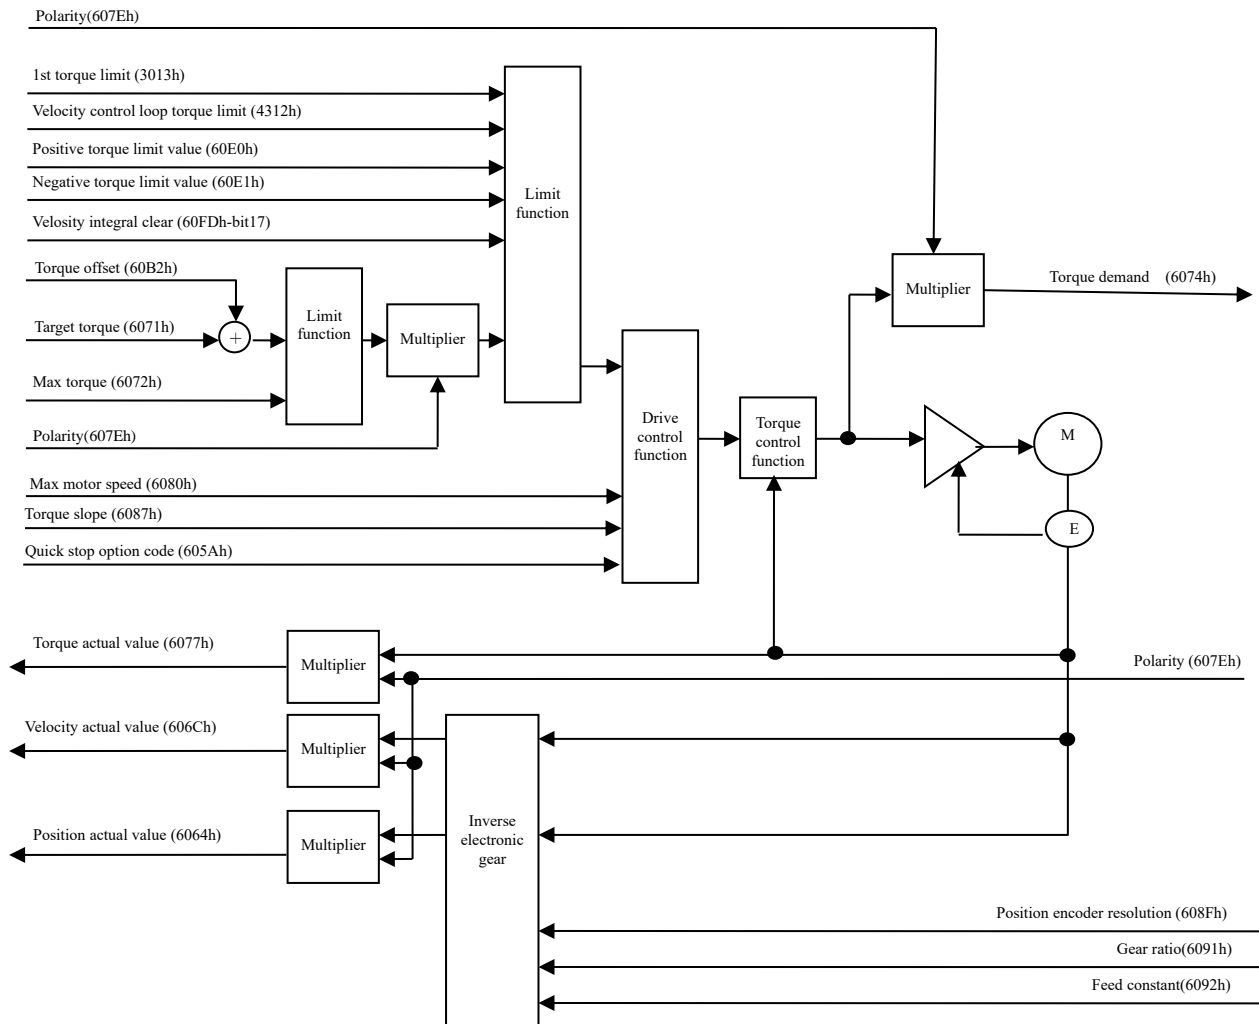 Polarity(607Eh)
1st torque limit (3013h)
Velocity control loop torque limit (4312h)
Positive torque limit value (60E0h)
Negative torque limit value (60E1h)
Limit
function
Velosity integral clear (60FDh-bit17)
Torque offset (60B2h)
Torque demand (6074h)
Multiplier
Limit
function
Target torque (6071h)
+
Multiplier
Max torque (6072h)
Polarity(607Eh)
Drive
control
function
Torque
control
function
M
Max motor speed (6080h)
Torque slope (6087h)
E
Quick stop option code (605Ah)
Torque actual value (6077h)
Multiplier
Polarity (607Eh)
Velocity actual value (606Ch)
Multiplier
Position actual value (6064h)
Multiplier
Inverse
electronic
gear
Position encoder resolution (608Fh)
Gear ratio(6091h)
Feed constant(6092h)